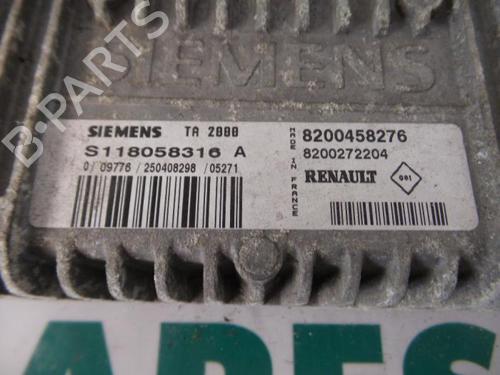 SIEMENS
SIEMENS TA 2000
S118058316 A
0/ 09776 / 250408298 / 05271
MADE IN FRANCE
8200458276
8200272204
RENAULT
B-PARTS